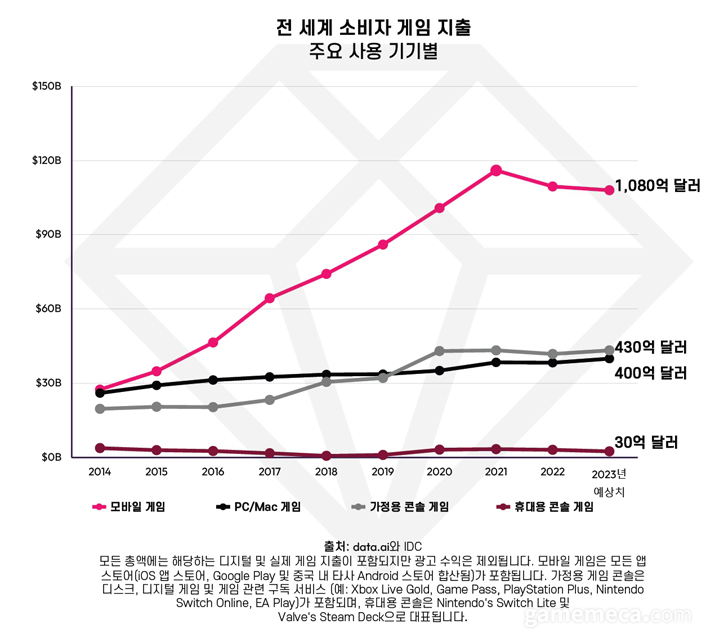 전 세계 소비자 게임 지출
주요 사용 기기별
$150B
$120B
$90B
$60B
$30B
$0B
1,080억 달러
430억 달러
400억 달러
30억 달러
2014
2015
2016
2017
2018
2019
2020
2021
2022
2023년
예상치
모바일 게임
PC/Mac 게임
가정용 콘솔 게임
휴대용 콘솔 게임
출처: data.ai와 IDC
모든 총액에는 해당하는 디지털 및 실제 게임 지출이 포함되지만 광고 수익은 제외됩니다. 모바일 게임은 모든 앱
스토어(iOS 앱 스토어, Google Play 및 중국 내 타사 Android 스토어 합산됨)가 포함됩니다. 가정용 게임 콘솔은
디스크, 디지털 게임 및 게임 관련 구독 서비스 (예: Xbox Live Gold, Game Pass, PlayStation Plus, Nintendo
Switch Online, EA Play)가 포함되며, 휴대용 콘솔은 Nintendo's Switch Lite 및
Valve's Steam Deck으로 대표됩니다.
gamemeca.com